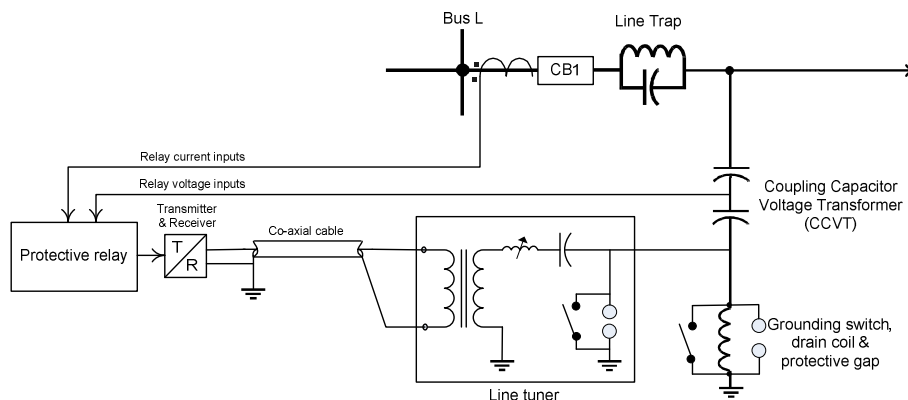 Bus L
Line Trap
CB1
Relay current inputs
Relay voltage inputs
Coupling Capacitor
Voltage Transformer
(CCVT)
Transmitter
& Receiver
Co-axial cable
Protective relay
T
R
Grounding switch,
drain coil &
protective gap
Line tuner